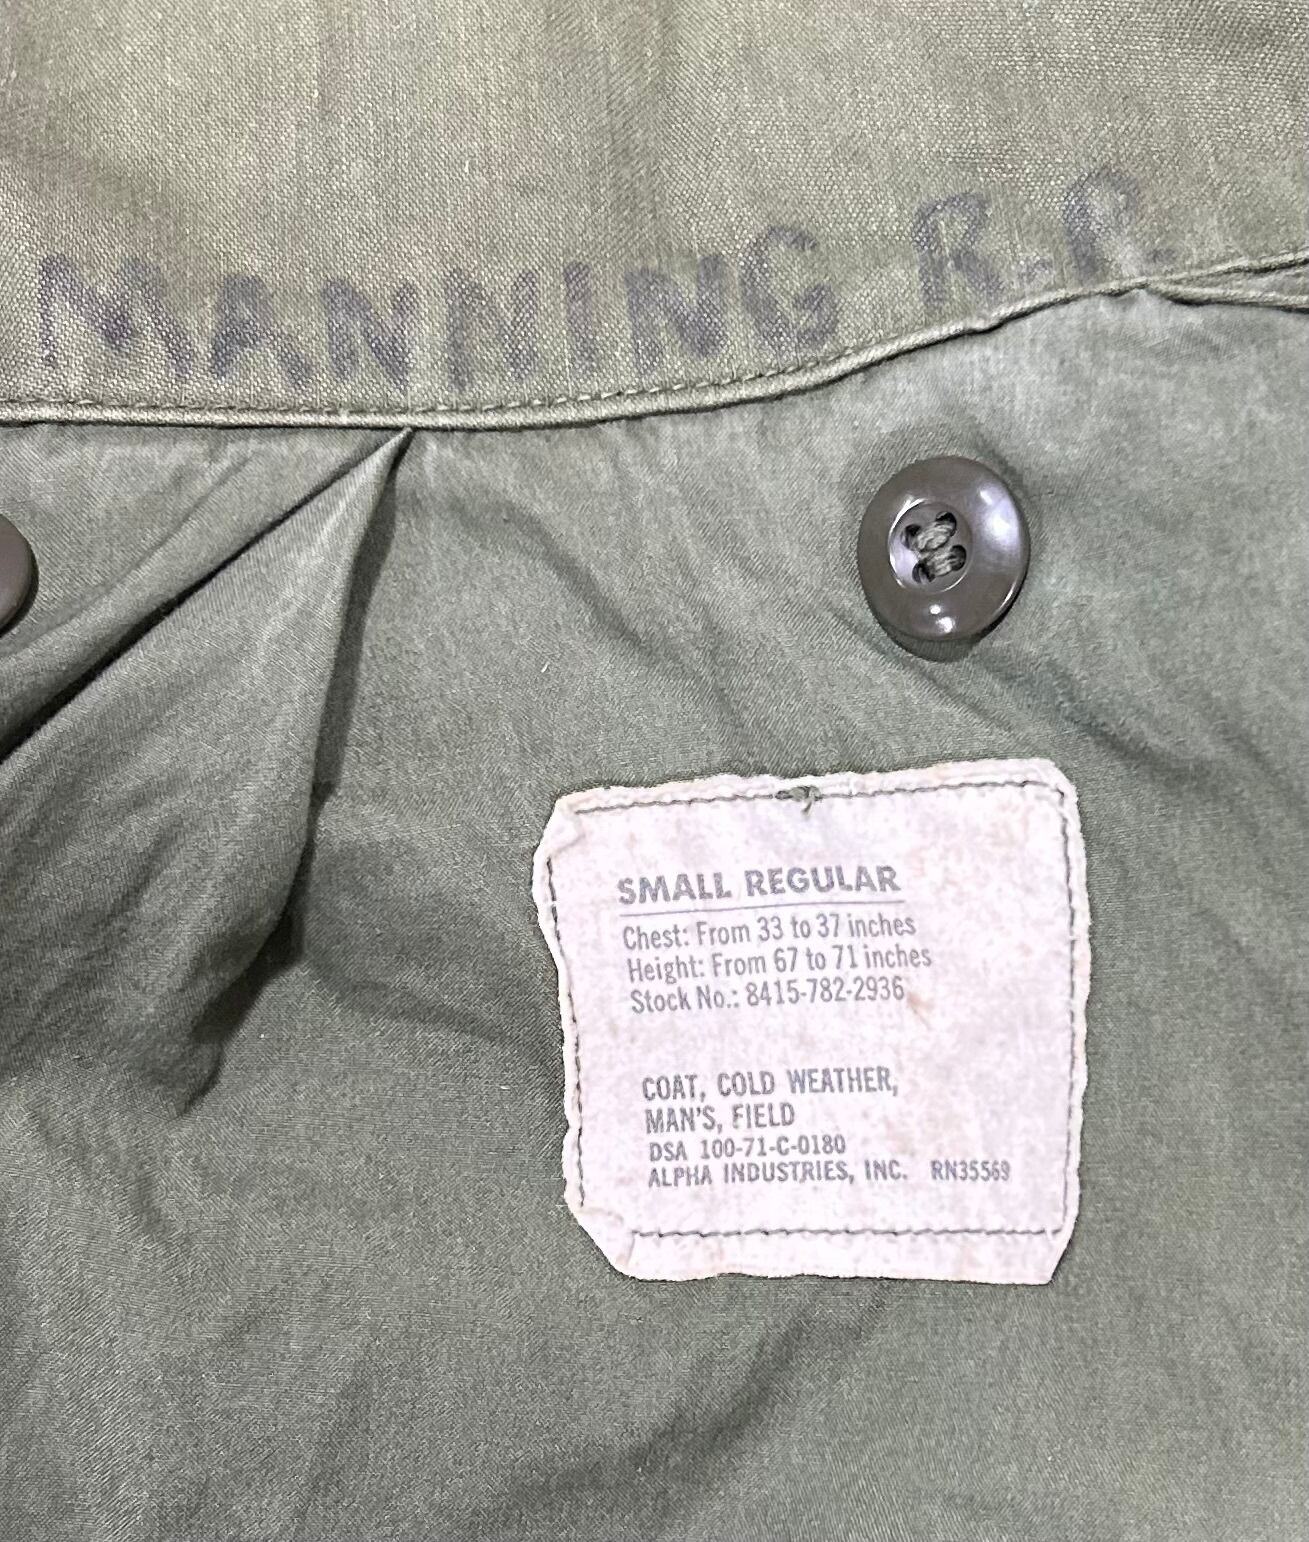 MANNING R.P.
SMALL REGULAR
Chest: From 33 to 37 inches
Height: From 67 to 71 inches
Stock No.: 8415-782-2936
COAT, COLD WEATHER,
MAN'S, FIELD
DSA 100-71-C-0180
ALPHA INDUSTRIES, INC. RN35569